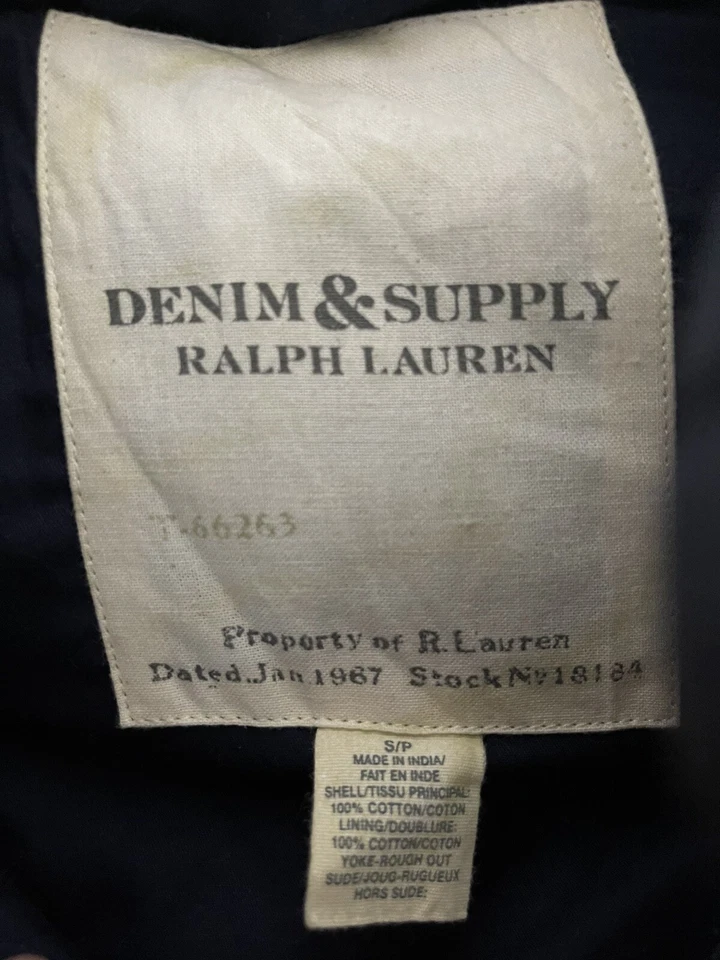 DENIM & SUPPLY
RALPH LAUREN
T-66263
Property of R. Lauren
Dated Jan 1967 Stock № 18184
S/P
MADE IN INDIA/
FAIT EN INDE
SHELL/TISSU PRINCIPAL:
100% COTTON/COTON
LINING/DOUBLURE:
100% COTTON/COTON
YOKE-ROUGH OUT
SUDE/JOUG-RUGUEUX
HORS SUDE: